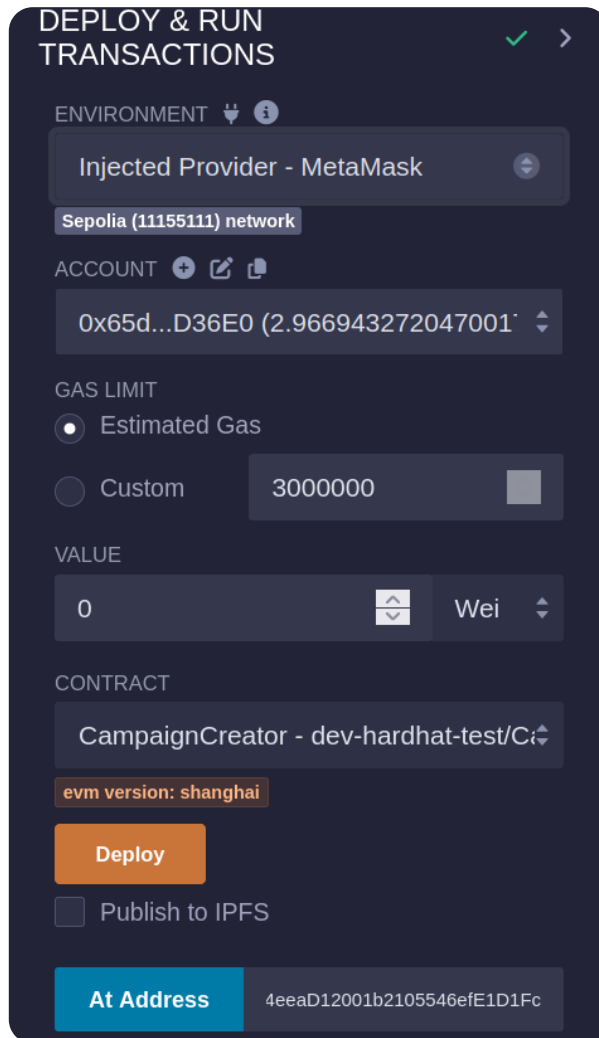 DEPLOY & RUN
TRANSACTIONS
ENVIRONMENT
Injected Provider - MetaMask
Sepolia (11155111) network
ACCOUNT
0x65d...D36E0 (2.966943272047001
GAS LIMIT
Estimated Gas
Custom
3000000
VALUE
0
Wei
CONTRACT
CampaignCreator - dev-hardhat-test/Ca
evm version: shanghai
Deploy
Publish to IPFS
At Address
4eeaD12001b2105546efE1D1Fc